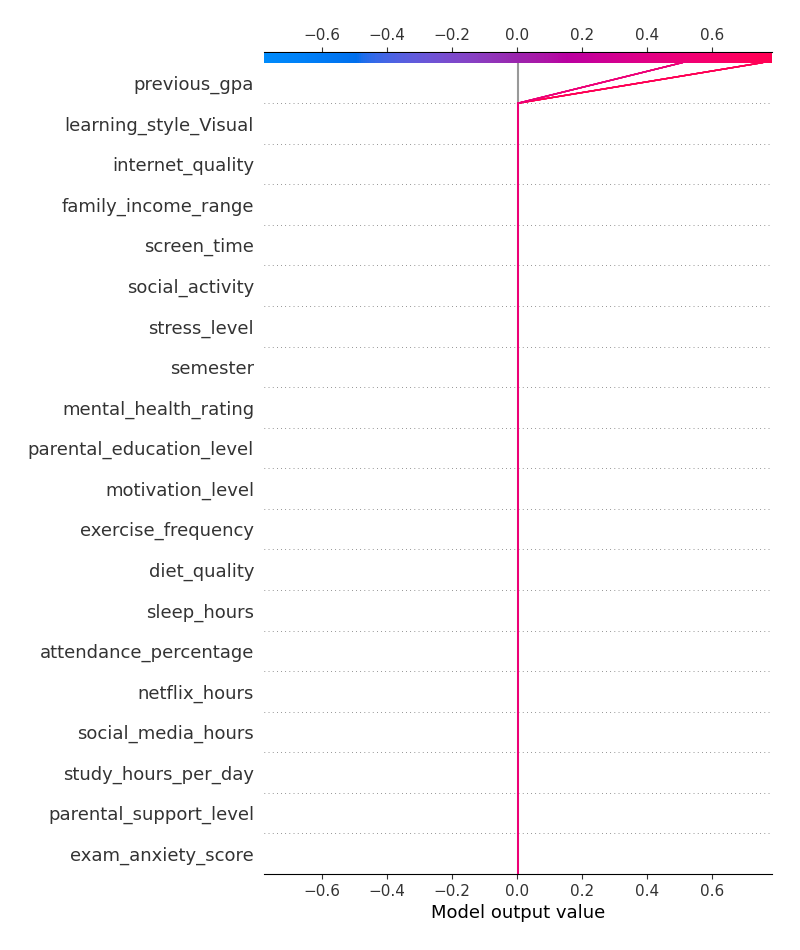 −0.6 −0.4 −0.2 0.0 0.2 0.4 0.6
previous_gpa
learning_style_Visual
internet_quality
family_income_range
screen_time
social_activity
stress_level
semester
mental_health_rating
parental_education_level
motivation_level
exercise_frequency
diet_quality
sleep_hours
attendance_percentage
netflix_hours
social_media_hours
study_hours_per_day
parental_support_level
exam_anxiety_score
−0.6 −0.4 −0.2 0.0 0.2 0.4 0.6
Model output value